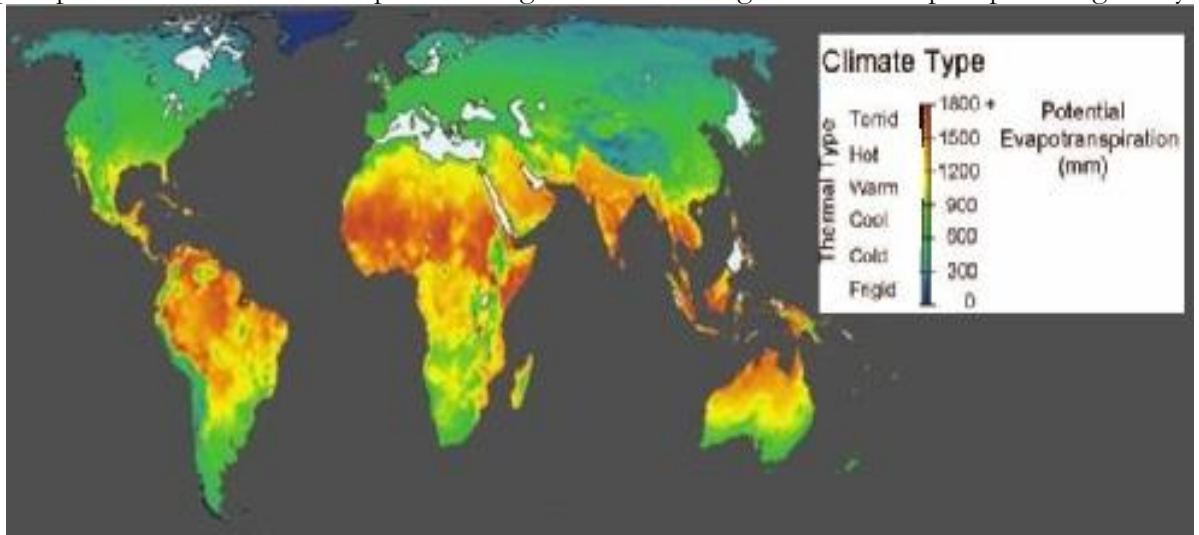 Climate Type
Thermal Type
Torrid
Hot
Warm
Cool
Cold
Frigid
1800 +
1500
1200
900
600
300
0
Potential
Evapotranspiration
(mm)